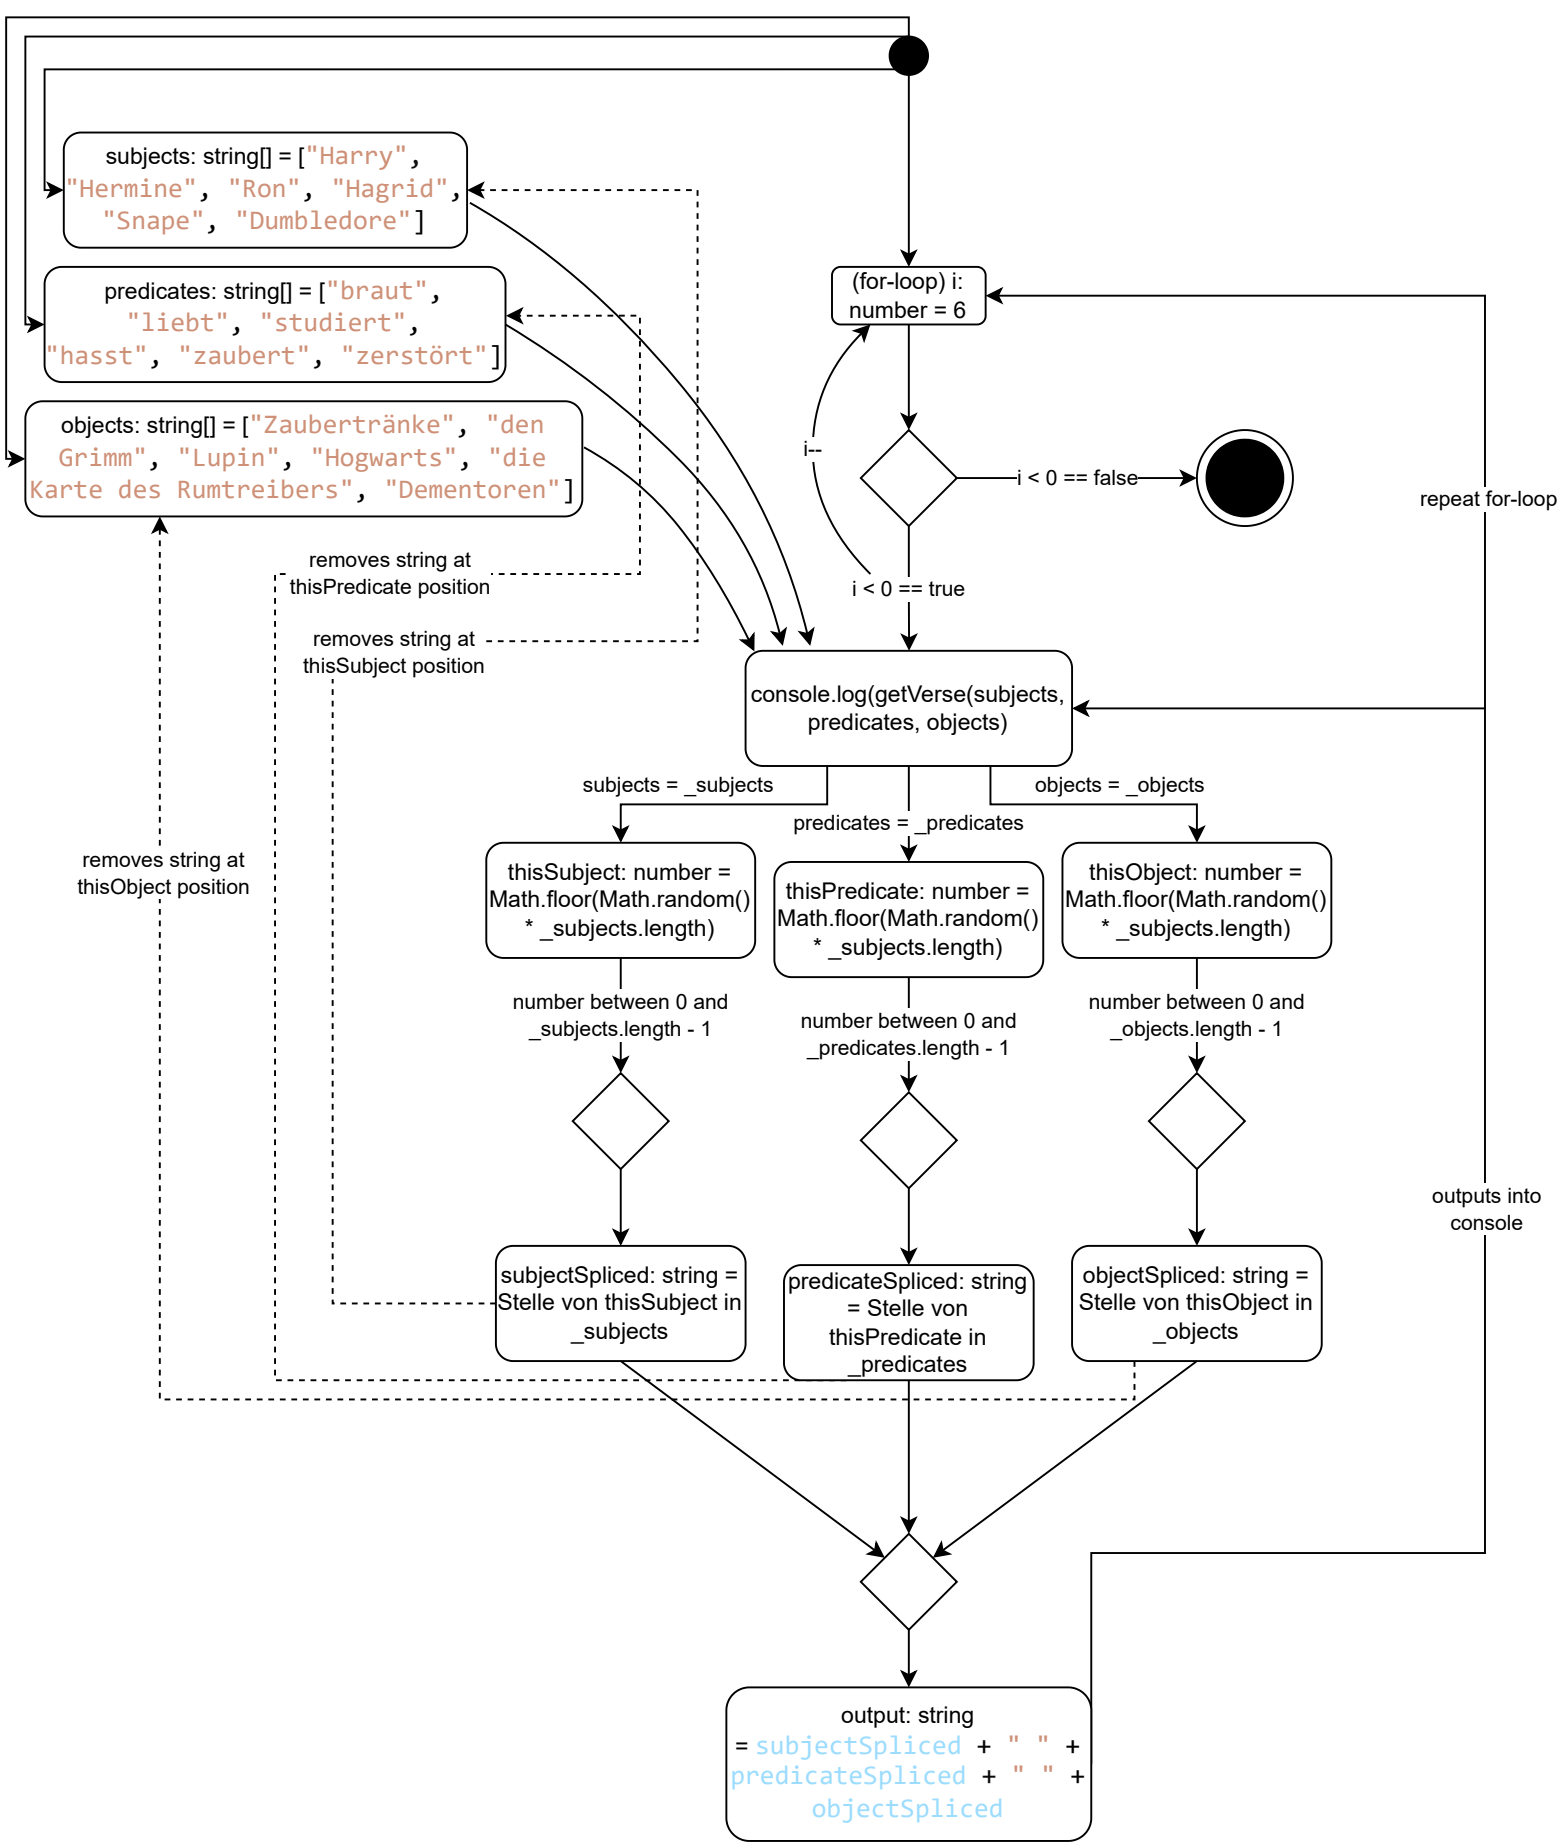 subjects: string[] = ["Harry",
"Hermine", "Ron", "Hagrid",
"Snape", "Dumbledore"]
predicates: string[] = ["braut",
"liebt", "studiert",
"hasst", "zaubert", "zerstört"]
objects: string[] = ["Zaubertränke", "den
Grimm", "Lupin", "Hogwarts", "die
Karte des Rumtreibers", "Dementoren"]
(for-loop) i:
number = 6
i--
i < 0 == false
repeat for-loop
i < 0 == true
removes string at
thisPredicate position
removes string at
thisSubject position
console.log(getVerse(subjects,
predicates, objects)
subjects = _subjects
predicates = _predicates
objects = _objects
removes string at
thisObject position
thisSubject: number =
Math.floor(Math.random()
* _subjects.length)
thisPredicate: number =
Math.floor(Math.random()
* _subjects.length)
thisObject: number =
Math.floor(Math.random()
* _subjects.length)
number between 0 and
_subjects.length - 1
number between 0 and
_predicates.length - 1
number between 0 and
_objects.length - 1
outputs into
console
subjectSpliced: string =
Stelle von thisSubject in
_subjects
predicateSpliced: string
= Stelle von
thisPredicate in
_predicates
objectSpliced: string =
Stelle von thisObject in
_objects
output: string
= subjectSpliced + " " +
predicateSpliced + " " +
objectSpliced